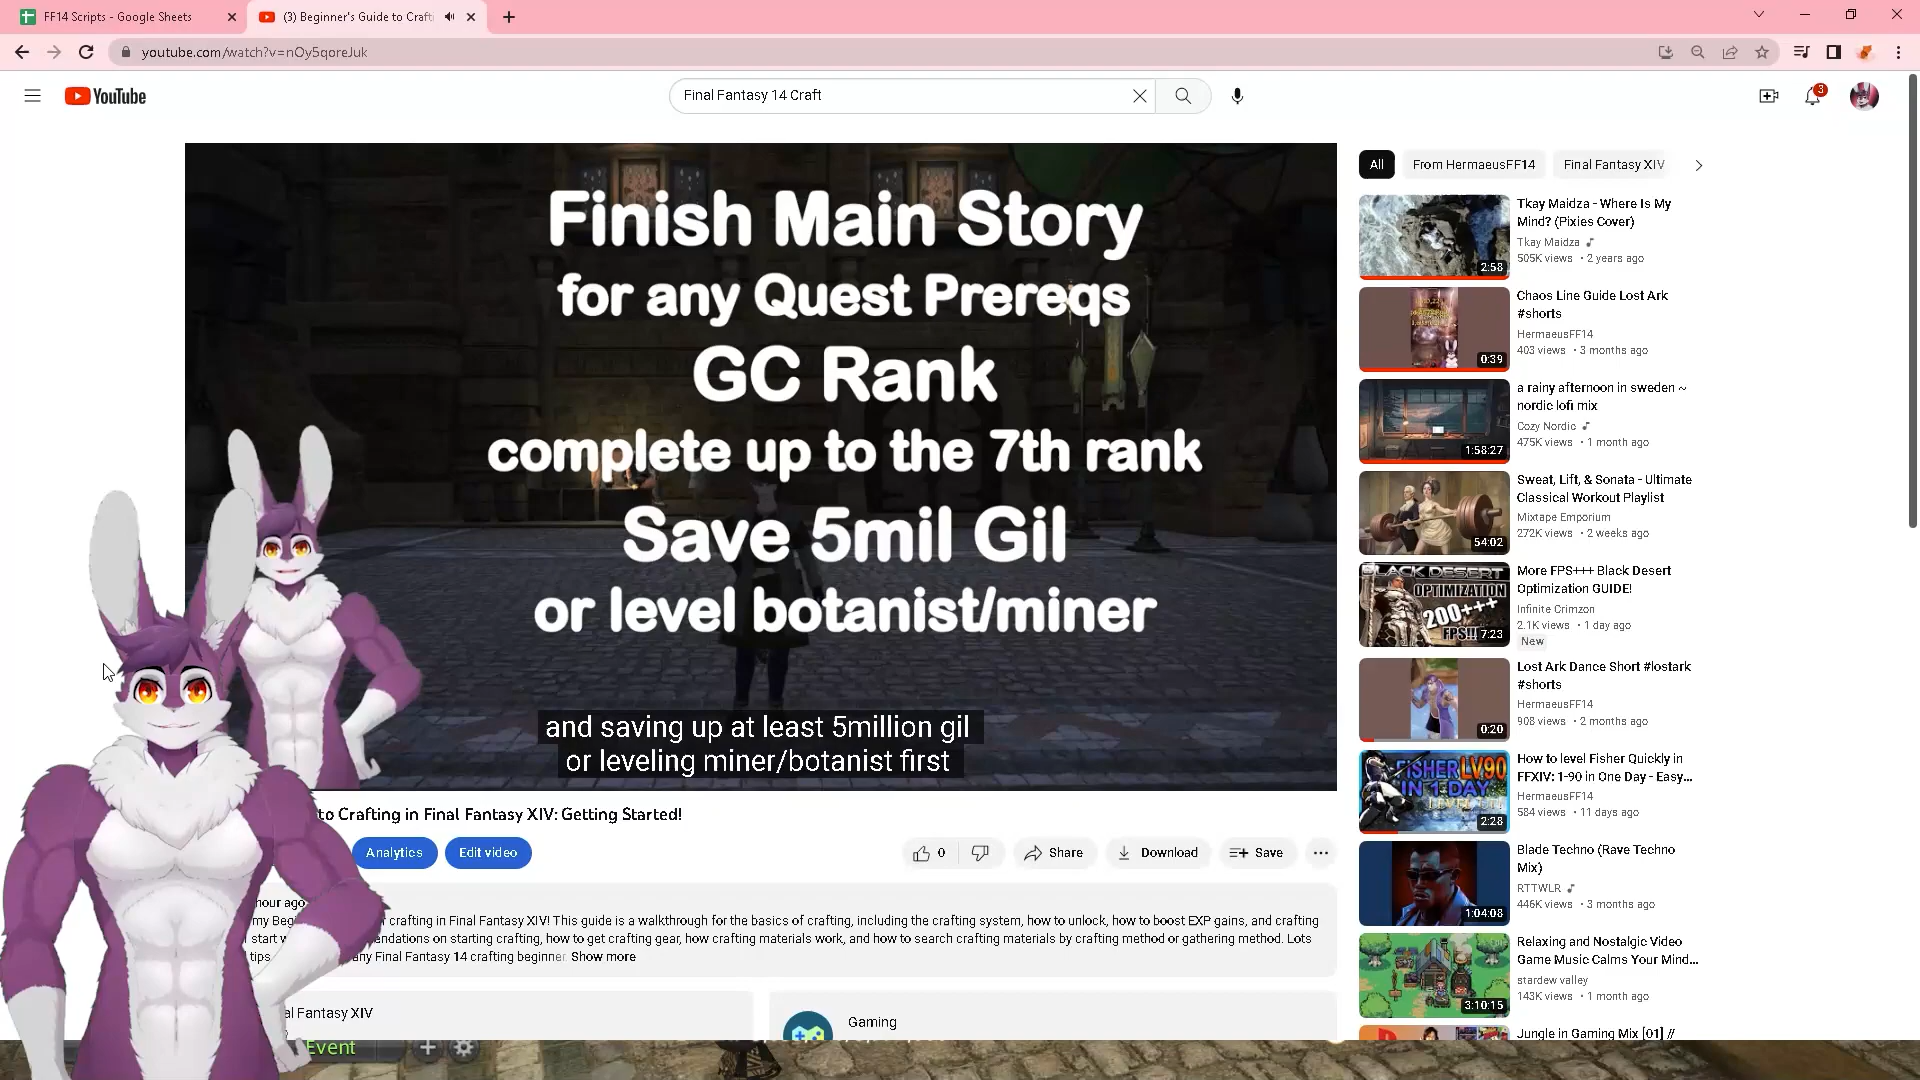 FF14 Scripts - Google Sheets
(3) Beginner's Guide to Crafti
youtube.com/watch?v=nOy5qoreJuk
YouTube
Final Fantasy 14 Craft
3
Finish Main Story
for any Quest Prereqs
GC Rank
complete up to the 7th rank
Save 5mil Gil
or level botanist/miner
and saving up at least 5million gil
or leveling miner/botanist first
to Crafting in Final Fantasy XIV: Getting Started!
Analytics
Edit video
0
Share
Download
Save
hour ago
my Begi
crafting in Final Fantasy XIV! This guide is a walkthrough for the basics of crafting, including the crafting system, how to unlock, how to boost EXP gains, and crafting
start w
endations on starting crafting, how to get crafting gear, how crafting materials work, and how to search crafting materials by crafting method or gathering method. Lots
tips
any Final Fantasy 14 crafting beginner. Show more
al Fantasy XIV
Gaming
Event
All
From HermaeusFF14
Final Fantasy XIV
Tkay Maidza - Where Is My
Mind? (Pixies Cover)
Tkay Maidza
505K views • 2 years ago
2:58
Chaos Line Guide Lost Ark
#shorts
HermaeusFF14
403 views • 3 months ago
0:39
a rainy afternoon in sweden ~
nordic lofi mix
Cozy Nordic
475K views • 1 month ago
1:58:27
Sweat, Lift, & Sonata - Ultimate
Classical Workout Playlist
Mixtape Emporium
272K views • 2 weeks ago
54:02
More FPS+++ Black Desert
Optimization GUIDE!
Infinite Crimzon
2.1K views • 1 day ago
New
BLACK DESERT
OPTIMIZATION
200+++
FPS!!
7:23
Lost Ark Dance Short #lostark
#shorts
HermaeusFF14
908 views • 2 months ago
0:20
How to level Fisher Quickly in
FFXIV: 1-90 in One Day - Easy...
HermaeusFF14
584 views • 11 days ago
FISHER LV90
IN 1 DAY
2:28
Blade Techno (Rave Techno
Mix)
RTTWLR
446K views • 3 months ago
1:04:08
Relaxing and Nostalgic Video
Game Music Calms Your Mind...
stardew valley
143K views • 1 month ago
3:10:15
Jungle in Gaming Mix [01] //